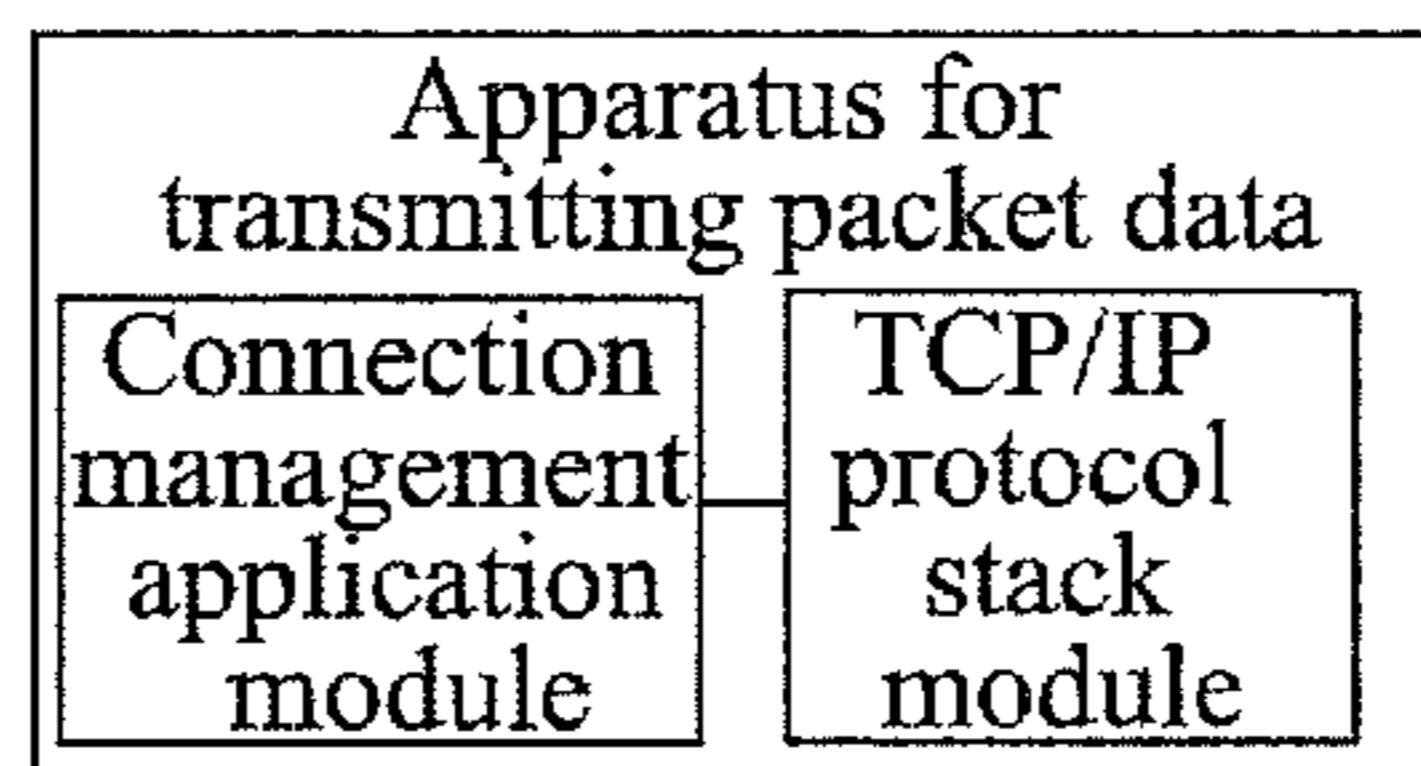 Apparatus for
transmitting packet data
Connection
management
application
module
TCP/IP
protocol
stack
module